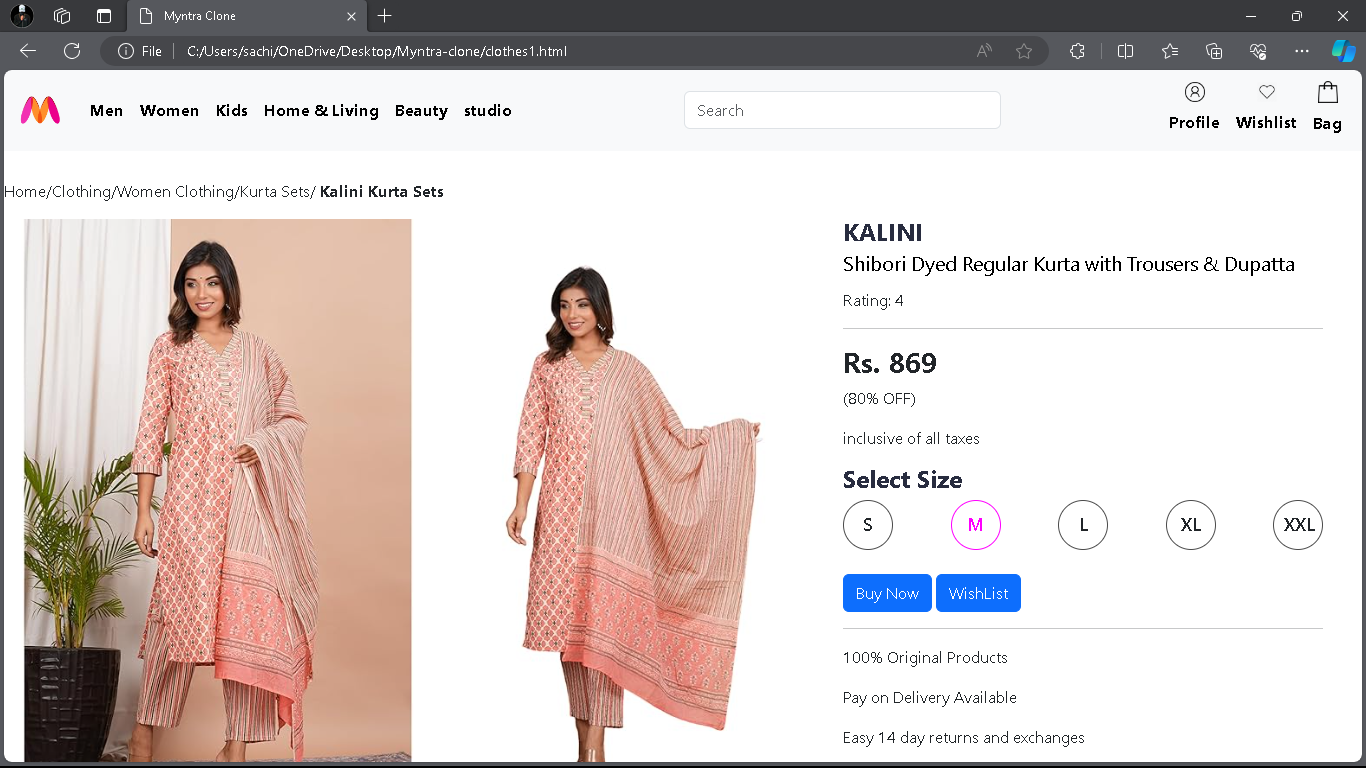 Myntra Clone
File
C:/Users/sachi/OneDrive/Desktop/Myntra-clone/clothes1.html
Men Women Kids Home & Living Beauty studio
Search
Profile Wishlist Bag
Home/Clothing/Women Clothing/Kurta Sets/ Kalini Kurta Sets
KALINI
Shibori Dyed Regular Kurta with Trousers & Dupatta
Rating: 4
Rs. 869
(80% OFF)
inclusive of all taxes
Select Size
S M L XL XXL
Buy Now WishList
100% Original Products
Pay on Delivery Available
Easy 14 day returns and exchanges